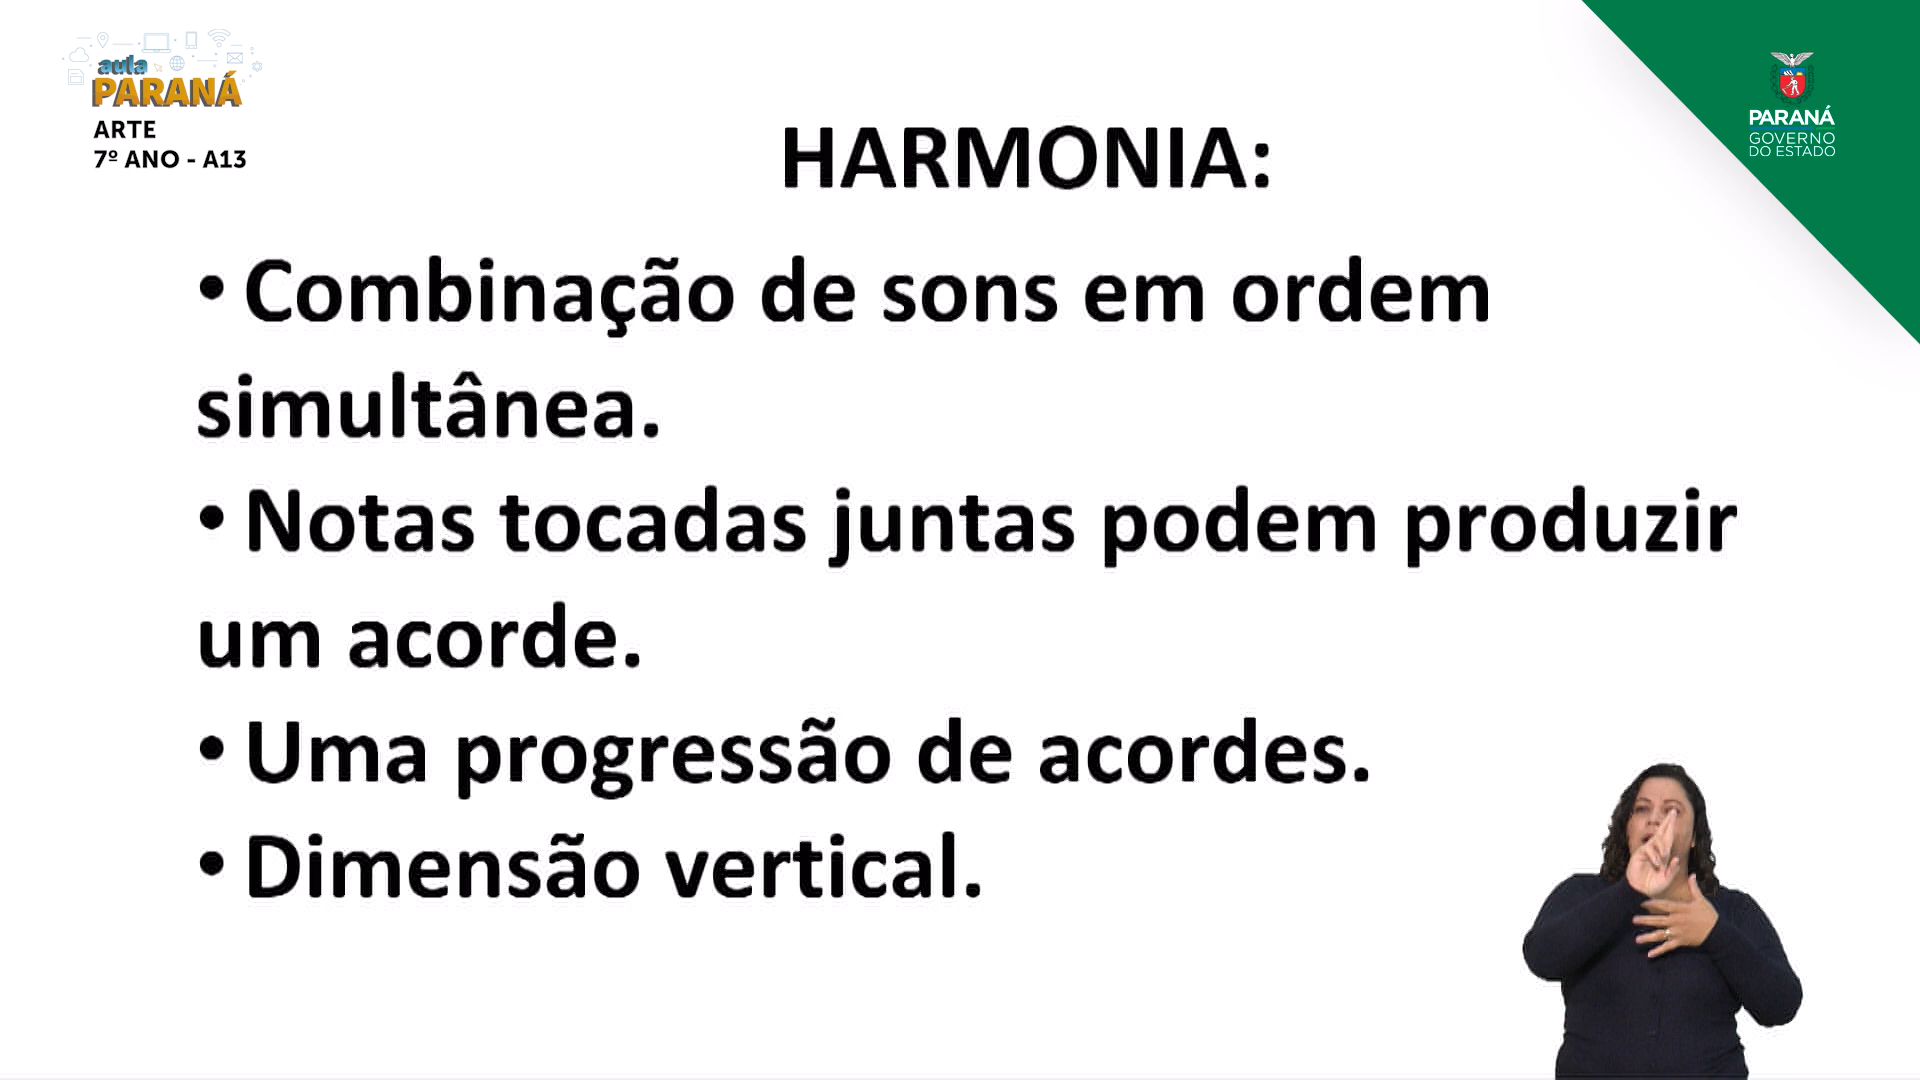 aula
PARANÁ
ARTE
7º ANO - A13
PARANÁ
GOVERNO
DO ESTADO
HARMONIA:
• Combinação de sons em ordem
simultânea.
• Notas tocadas juntas podem produzir
um acorde.
• Uma progressão de acordes.
• Dimensão vertical.